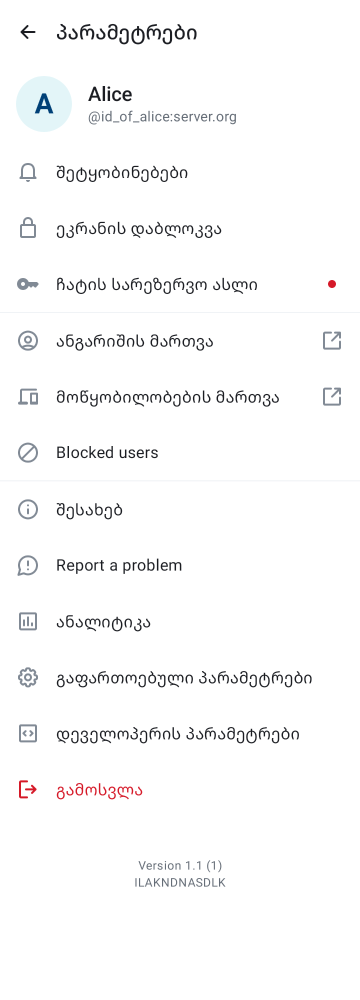 პარამეტრები
A
Alice
@id_of_alice:server.org
შეტყობინებები
ეკრანის დაბლოკვა
ჩატის სარეზერვო ასლი
ანგარიშის მართვა
მოწყობილობების მართვა
Blocked users
შესახებ
Report a problem
ანალიტიკა
გაფართოებული პარამეტრები
დეველოპერის პარამეტრები
გამოსვლა
Version 1.1 (1)
ILAKNDNASDLK